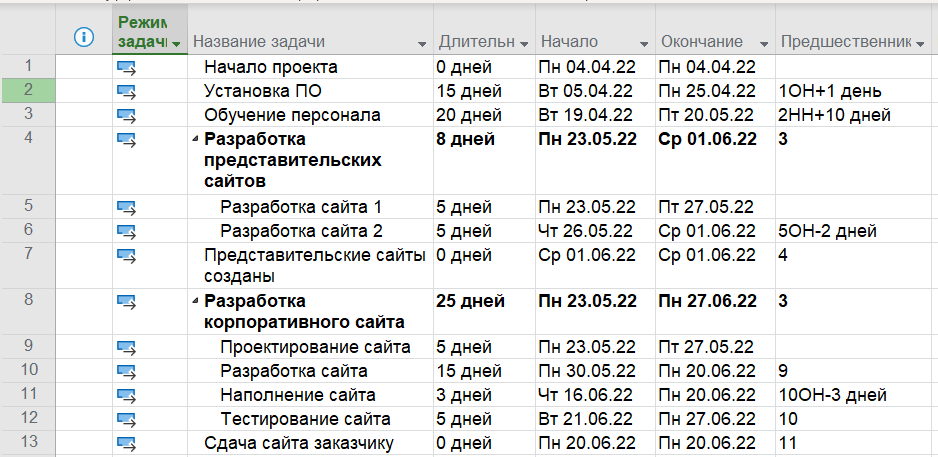 Режим
задачи
Название задачи Длительн Начало Окончание Предшественник
1 Начало проекта 0 дней Пн 04.04.22 Пн 04.04.22
2 Установка ПО 15 дней Вт 05.04.22 Пн 25.04.22 1ОН+1 день
3 Обучение персонала 20 дней Вт 19.04.22 Пт 20.05.22 2НН+10 дней
4 Разработка 8 дней Пн 23.05.22 Ср 01.06.22 3
представительских
сайтов
5 Разработка сайта 1 5 дней Пн 23.05.22 Пт 27.05.22
6 Разработка сайта 2 5 дней Чт 26.05.22 Ср 01.06.22 5ОН-2 дней
7 Представительские сайты 0 дней Ср 01.06.22 Ср 01.06.22 4
созданы
8 Разработка 25 дней Пн 23.05.22 Пн 27.06.22 3
корпоративного сайта
9 Проектирование сайта 5 дней Пн 23.05.22 Пт 27.05.22
10 Разработка сайта 15 дней Пн 30.05.22 Пн 20.06.22 9
11 Наполнение сайта 3 дней Чт 16.06.22 Пн 20.06.22 10ОН-3 дней
12 Тестирование сайта 5 дней Вт 21.06.22 Пн 27.06.22 10
13 Сдача сайта заказчику 0 дней Пн 20.06.22 Пн 20.06.22 11